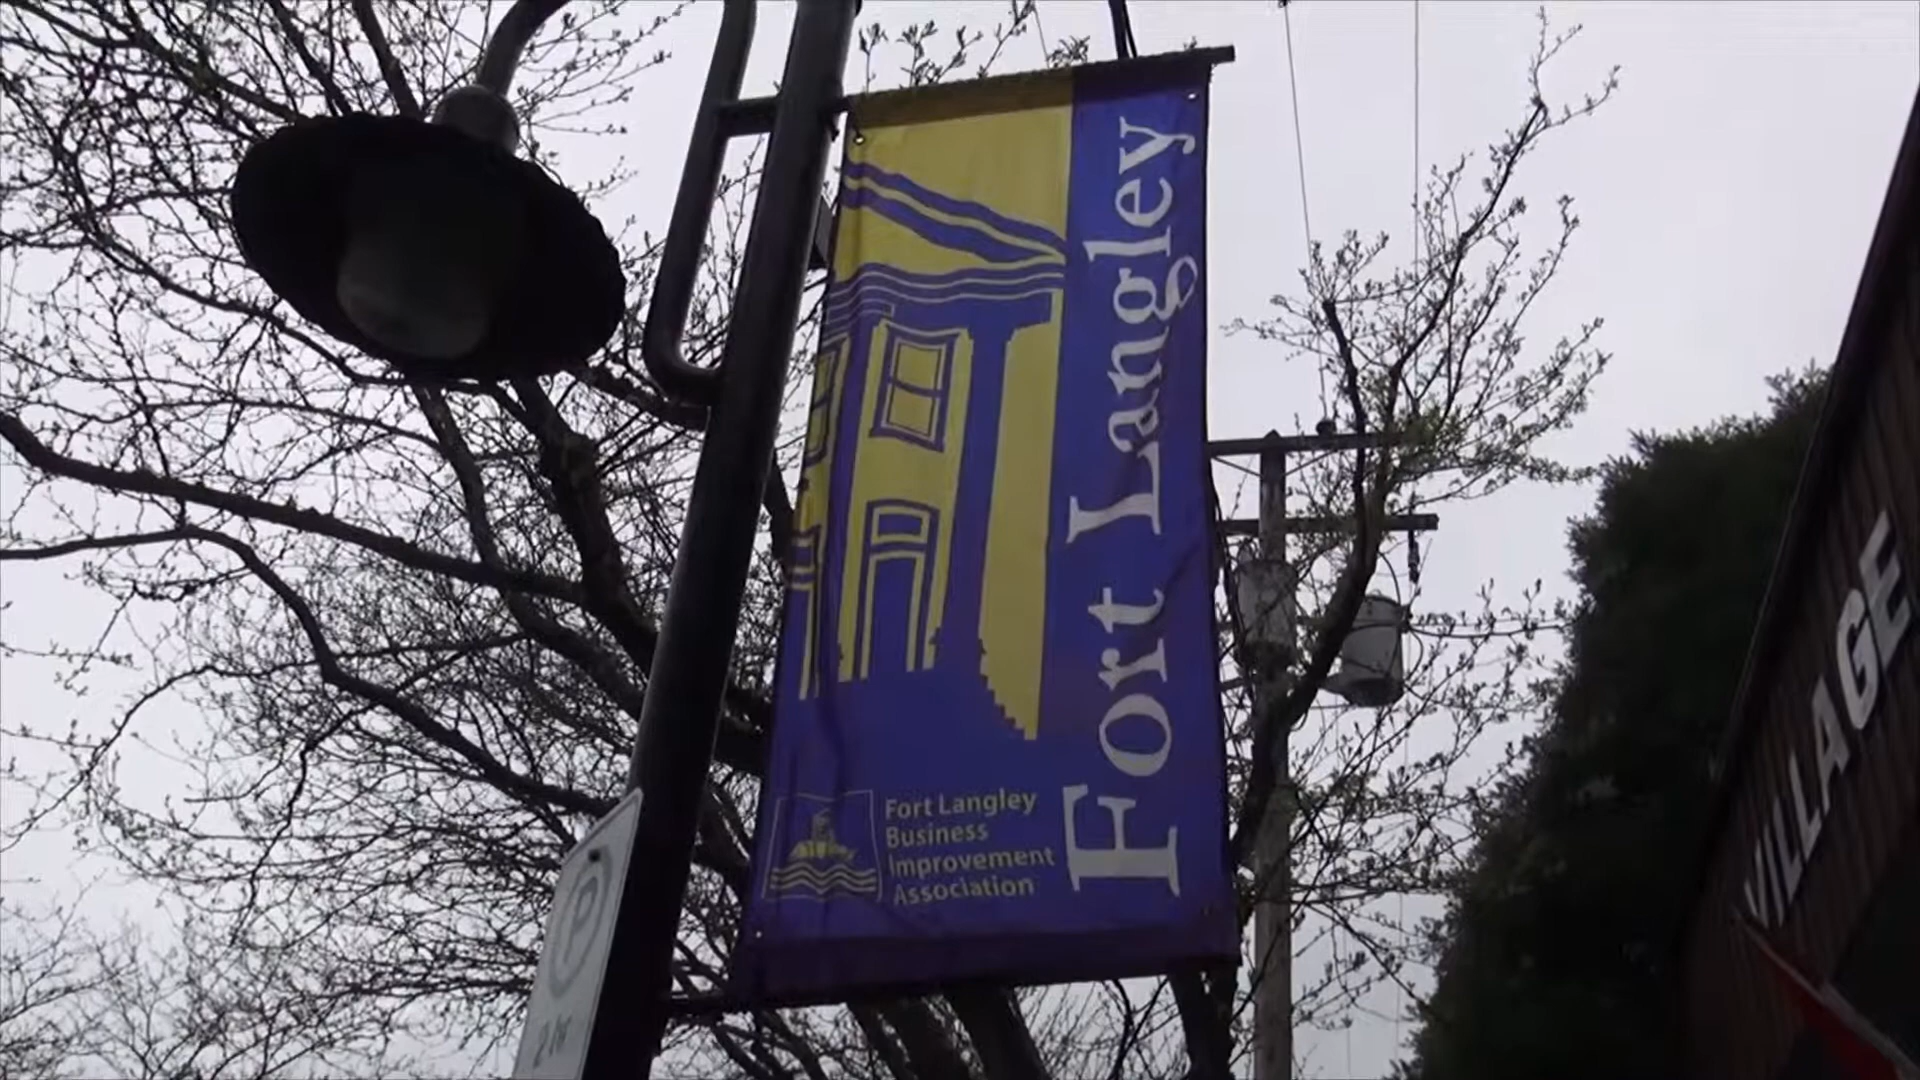 Fort Langley
Fort Langley
Business
Improvement
Association
VILLAGE
P